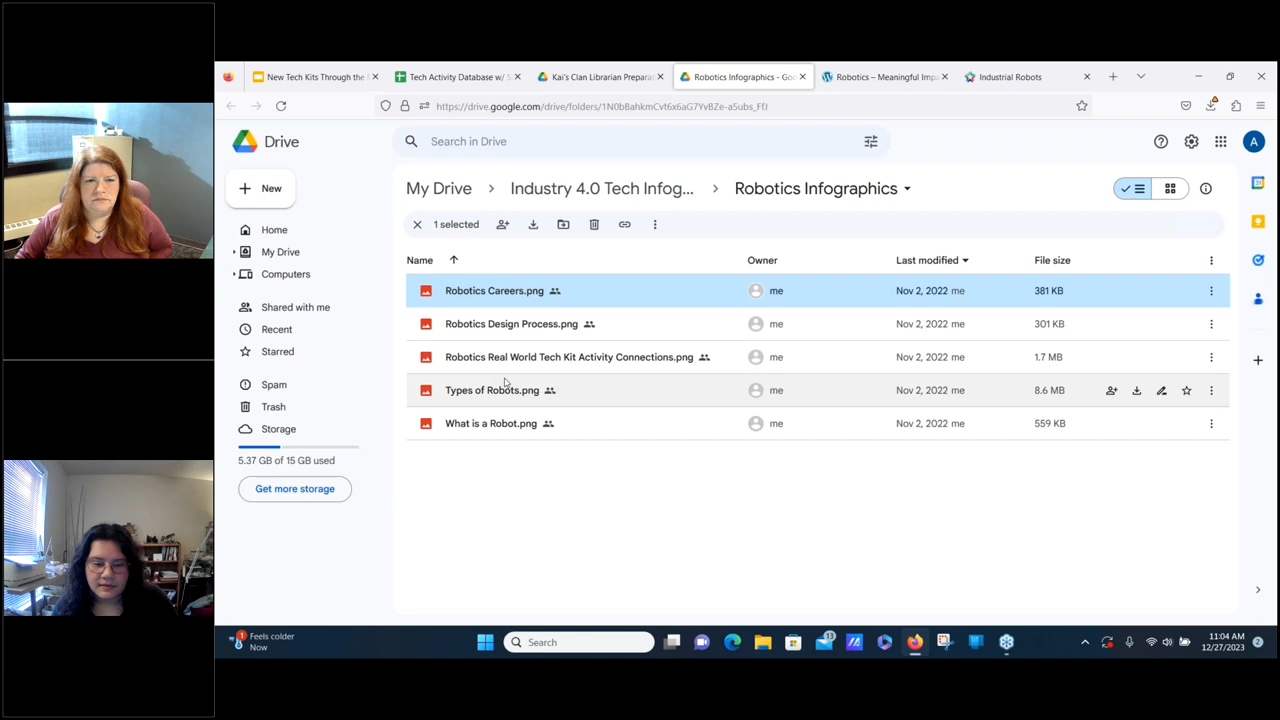 New Tech Kits Through the
Tech Activity Database w/ S
Kai's Clan Librarian Preparat
Robotics Infographics - Goo
Robotics – Meaningful Impa
Industrial Robots
https://drive.google.com/drive/folders/1N0bBahkmCvt6x6aG7YvBZe-a5ubs_FfJ
Drive
Search in Drive
A
New
My Drive > Industry 4.0 Tech Infog... > Robotics Infographics
1 selected
Home
My Drive
Computers
Shared with me
Recent
Starred
Spam
Trash
Storage
5.37 GB of 15 GB used
Get more storage
Name Owner Last modified File size
Robotics Careers.png me Nov 2, 2022 me 381 KB
Robotics Design Process.png me Nov 2, 2022 me 301 KB
Robotics Real World Tech Kit Activity Connections.png me Nov 2, 2022 me 1.7 MB
Types of Robots.png me Nov 2, 2022 me 8.6 MB
What is a Robot.png me Nov 2, 2022 me 559 KB
1
Feels colder
Now
Search
13
11:04 AM
12/27/2023
2